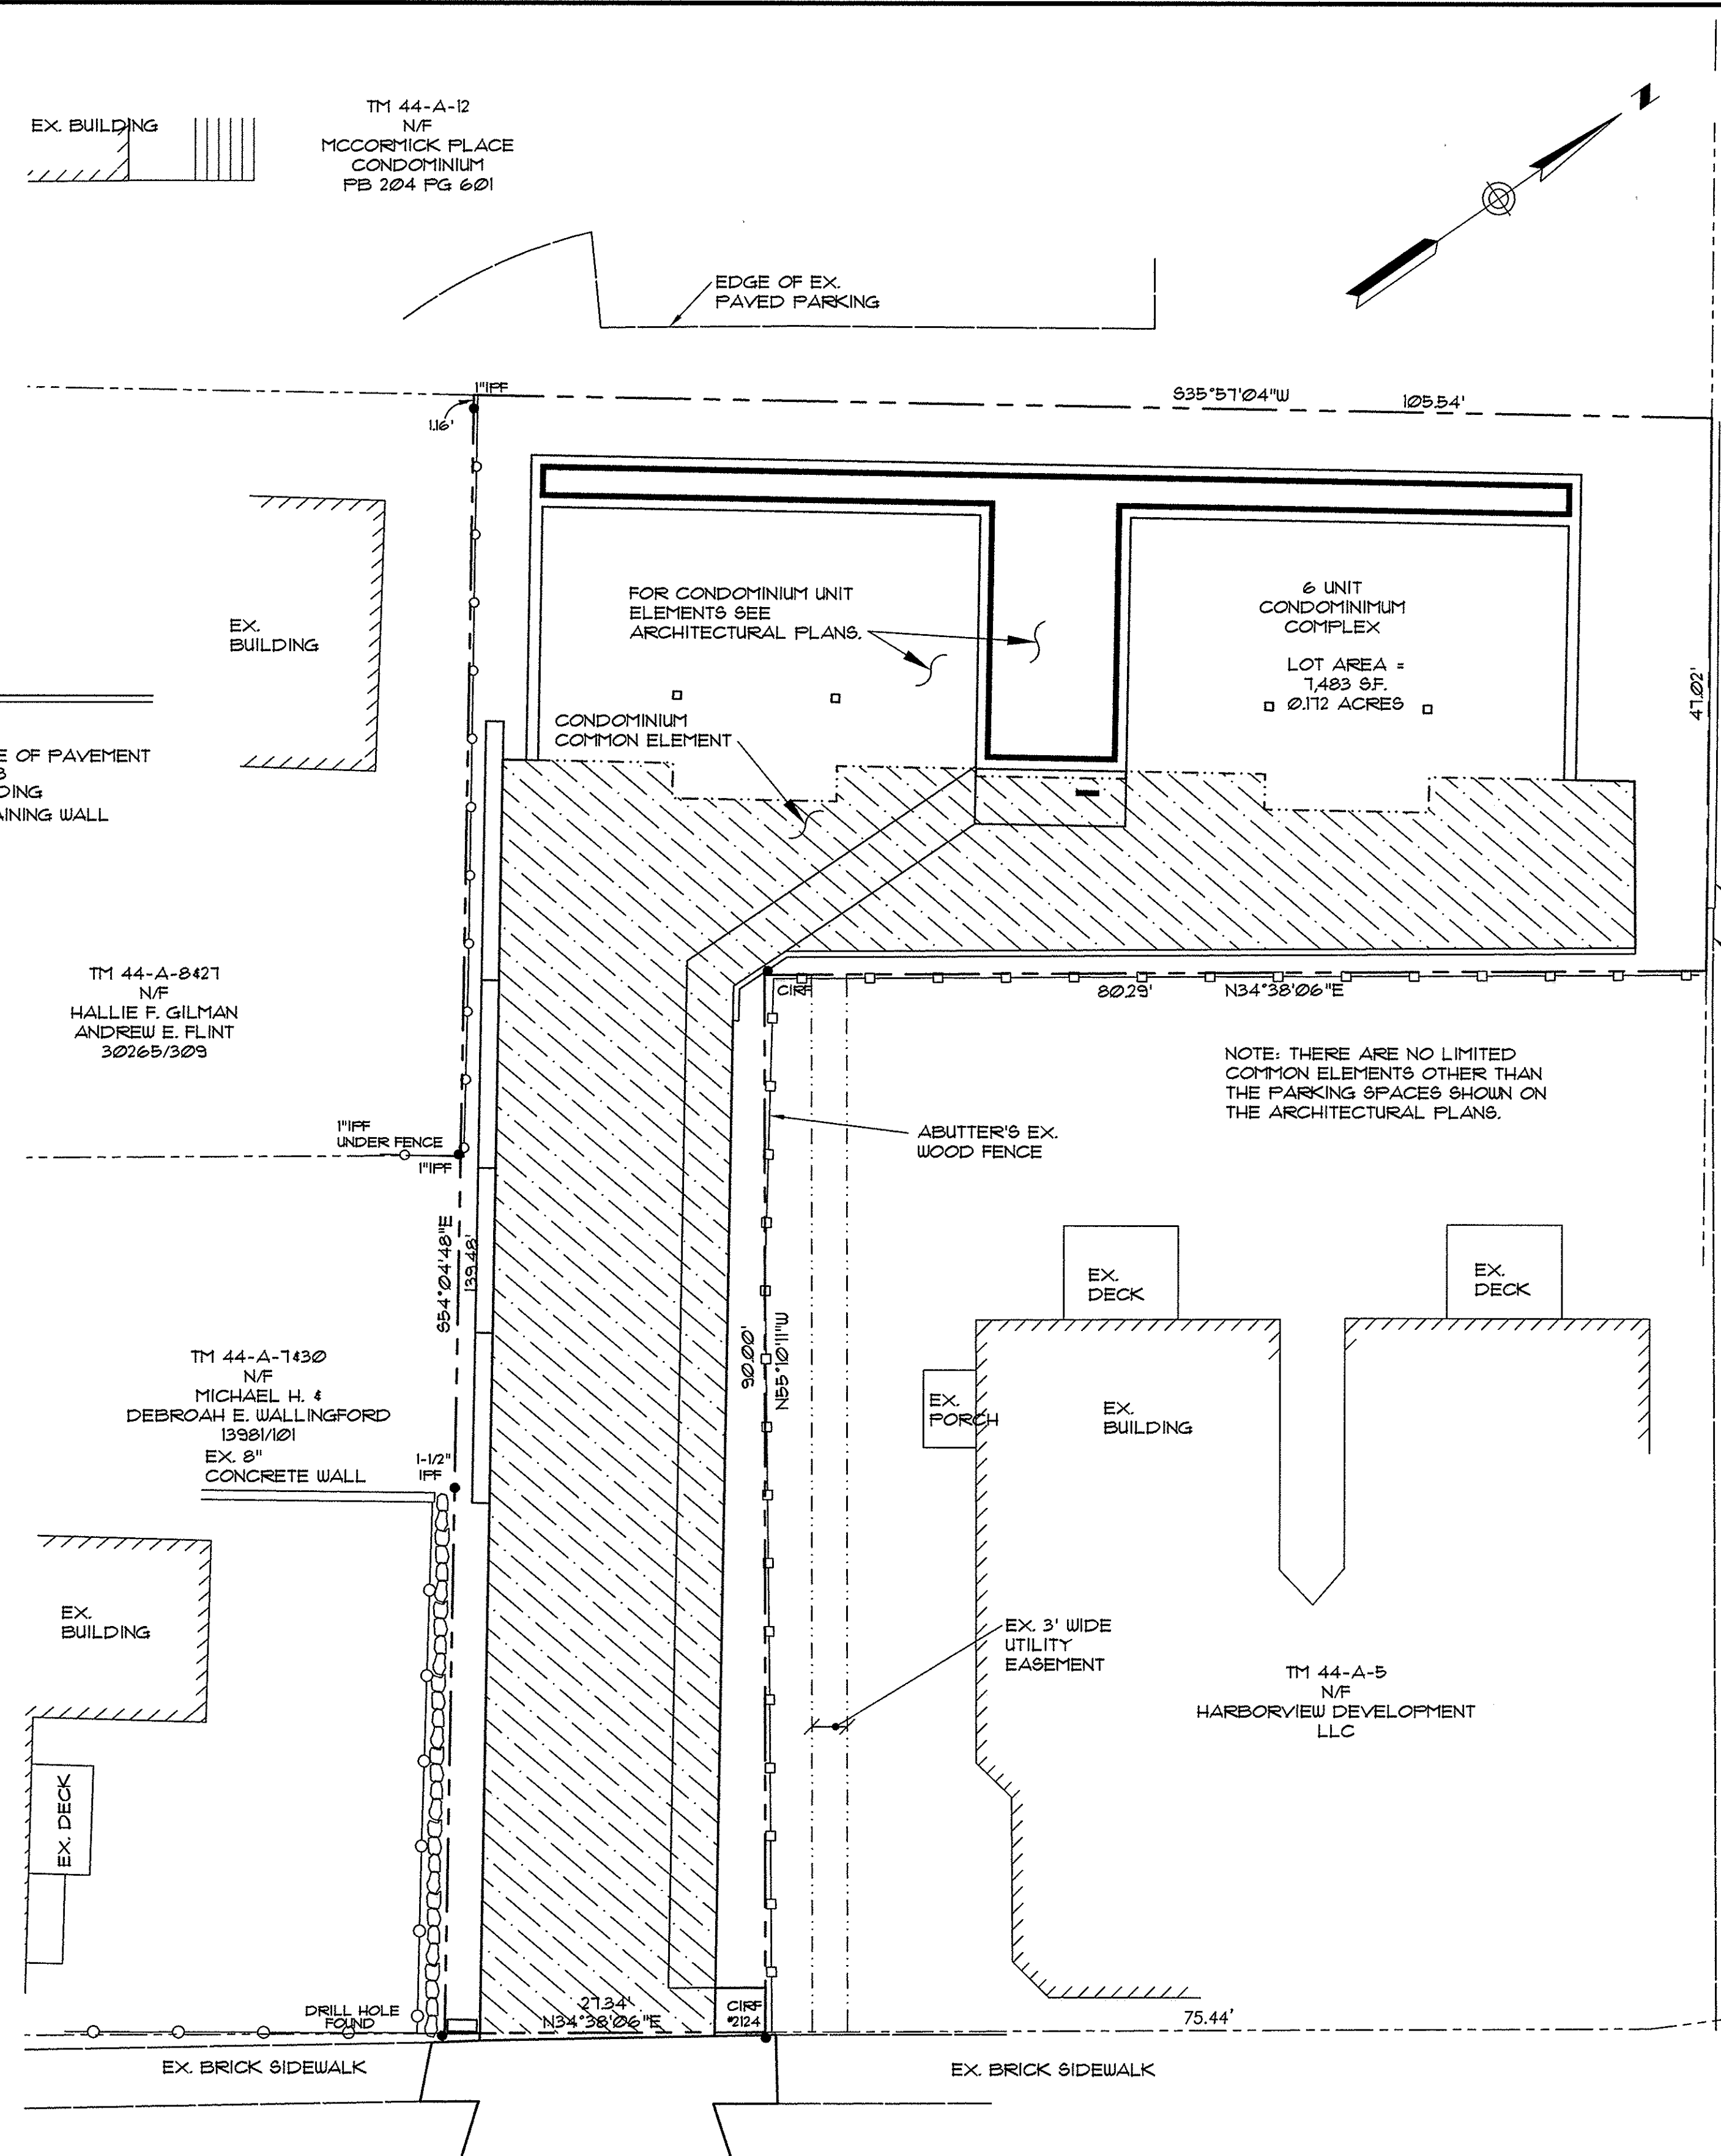 EX. BUILDING
TM 44-A-12
N/F
MCCORMICK PLACE
CONDOMINIUM
PB 204 PG 601
N
EDGE OF EX.
PAVED PARKING
1"IPF
1.16'
S35°57'04"W 105.54'
EX.
BUILDING
FOR CONDOMINIUM UNIT
ELEMENTS SEE
ARCHITECTURAL PLANS.
6 UNIT
CONDOMINIMUM
COMPLEX
LOT AREA =
7,483 S.F.
0.172 ACRES
47.02'
CONDOMINIUM
COMMON ELEMENT
E OF PAVEMENT
DING
AINING WALL
TM 44-A-8&27
N/F
HALLIE F. GILMAN
ANDREW E. FLINT
30265/309
CIRF
80.29' N34°38'06"E
NOTE: THERE ARE NO LIMITED
COMMON ELEMENTS OTHER THAN
THE PARKING SPACES SHOWN ON
THE ARCHITECTURAL PLANS.
1"IPF
UNDER FENCE
1"IPF
ABUTTER'S EX.
WOOD FENCE
S54°04'48"E
139.48'
90.00'
N55°10'11"W
EX.
DECK
EX.
DECK
TM 44-A-7&30
N/F
MICHAEL H. &
DEBROAH E. WALLINGFORD
13981/101
EX. 8"
CONCRETE WALL
1-1/2"
IPF
EX.
PORCH
EX.
BUILDING
EX.
BUILDING
EX. 3' WIDE
UTILITY
EASEMENT
TM 44-A-5
N/F
HARBORVIEW DEVELOPMENT
LLC
EX. DECK
DRILL HOLE
FOUND
27.34'
N34°38'06"E
CIRF
#2124
75.44'
EX. BRICK SIDEWALK
EX. BRICK SIDEWALK